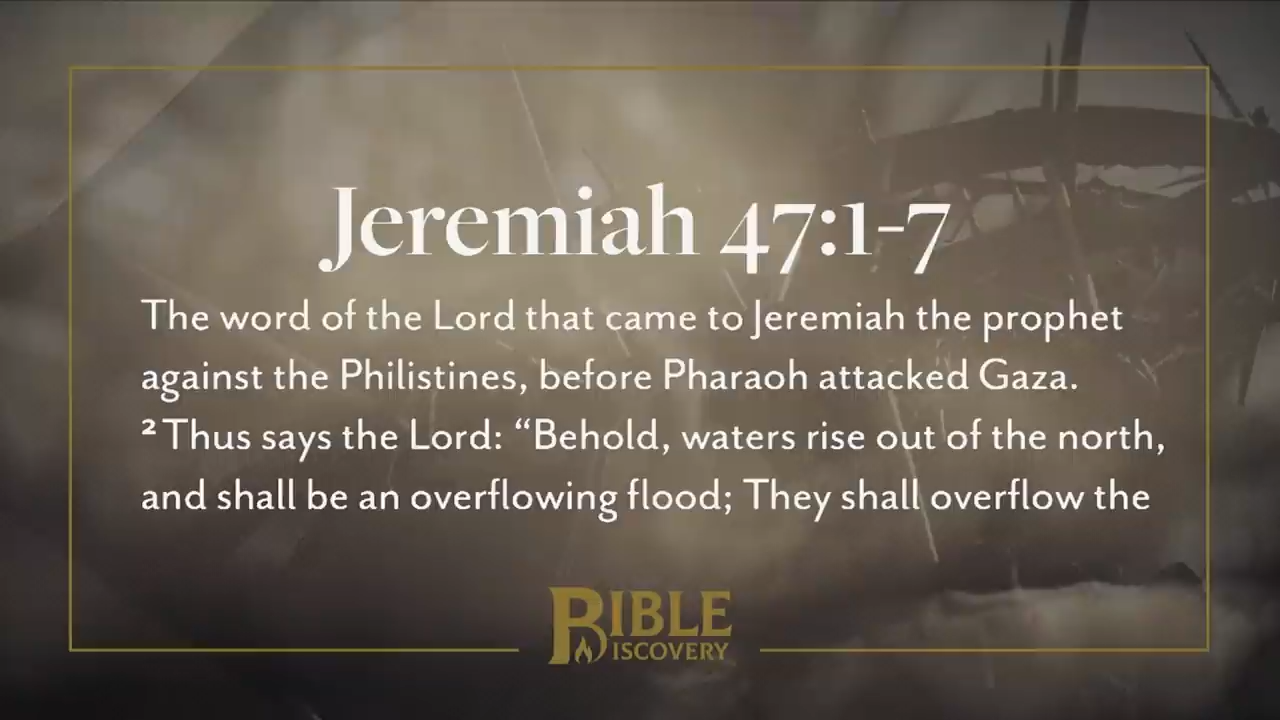 Jeremiah 47:1-7
The word of the Lord that came to Jeremiah the prophet
against the Philistines, before Pharaoh attacked Gaza.
² Thus says the Lord: “Behold, waters rise out of the north,
and shall be an overflowing flood; They shall overflow the
BIBLE
DISCOVERY